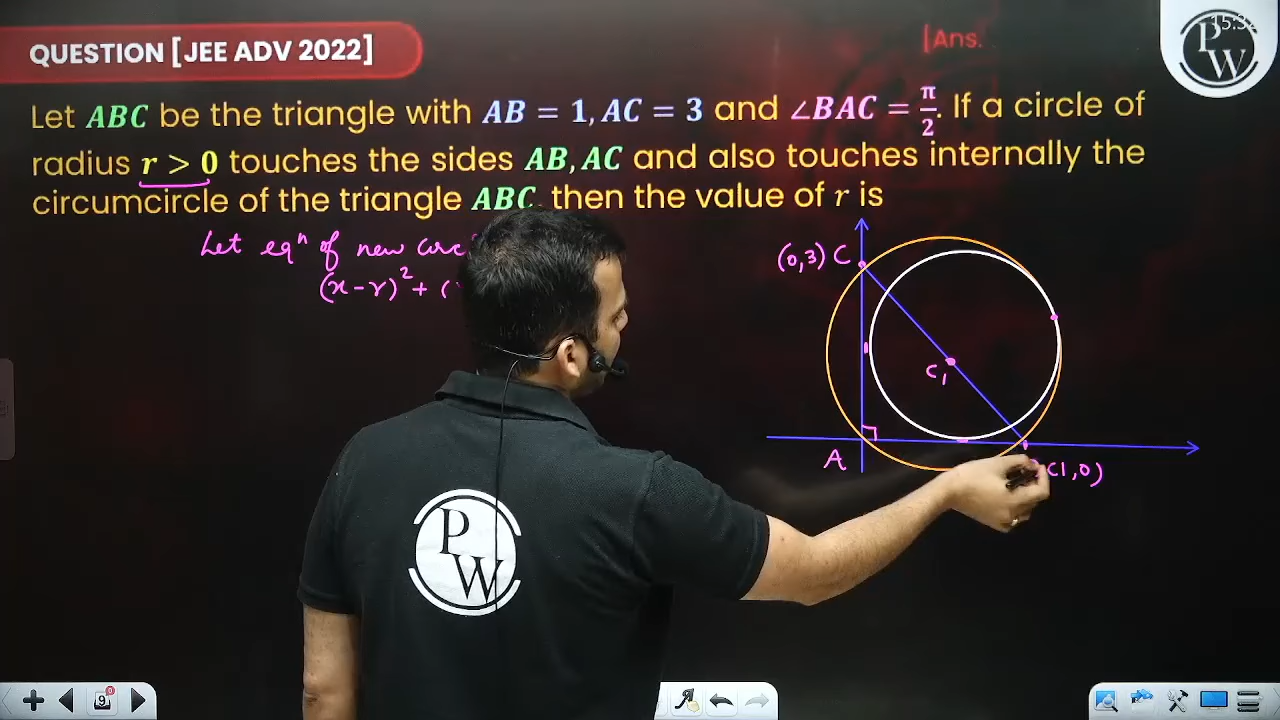 QUESTION [JEE ADV 2022]
[Ans.
Let ABC be the triangle with AB = 1, AC = 3 and ∠BAC = π/2. If a circle of
radius r > 0 touches the sides AB, AC and also touches internally the
circumcircle of the triangle ABC, then the value of r is
Let eqⁿ of new circ
(x-r)² + (
(0,3) C
C₁
A
(1,0)
P
W
P
W
9
0